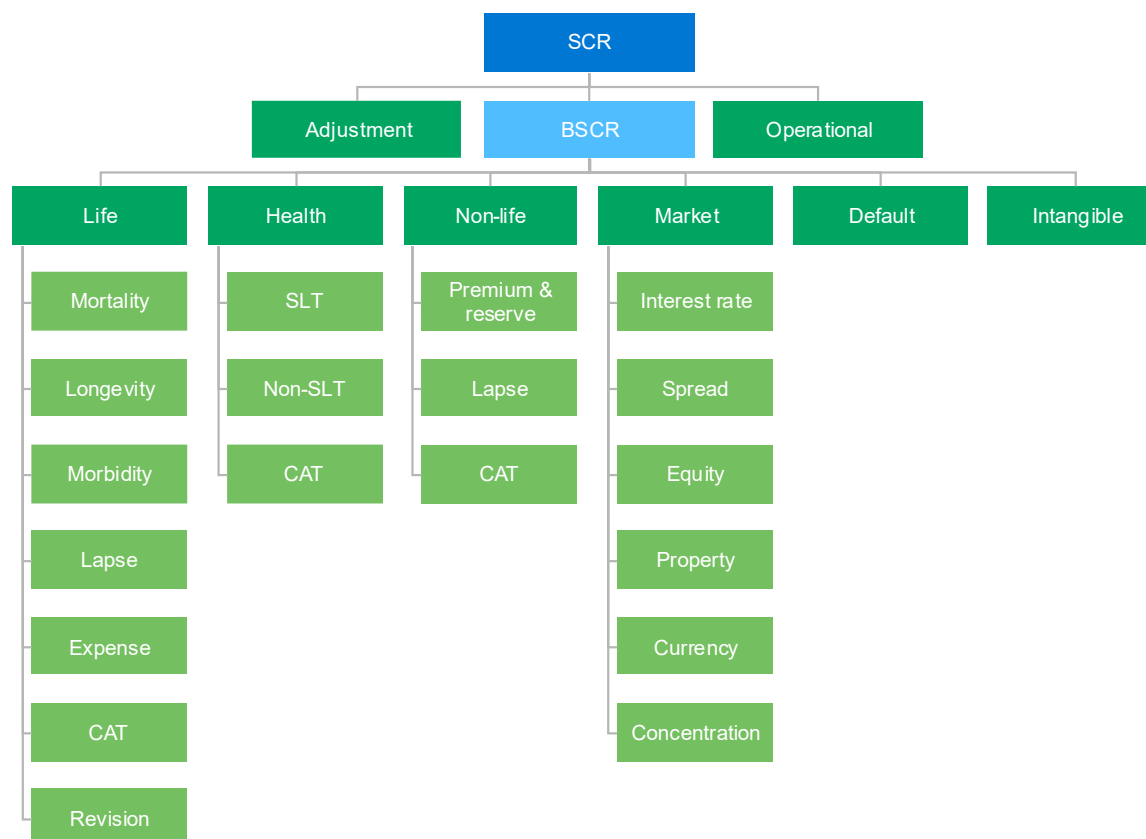 SCR
Adjustment
BSCR
Operational
Life
Health
Non-life
Market
Default
Intangible
Mortality
SLT
Premium &
reserve
Interest rate
Longevity
Non-SLT
Lapse
Spread
Morbidity
CAT
CAT
Equity
Lapse
Property
Expense
Currency
CAT
Concentration
Revision